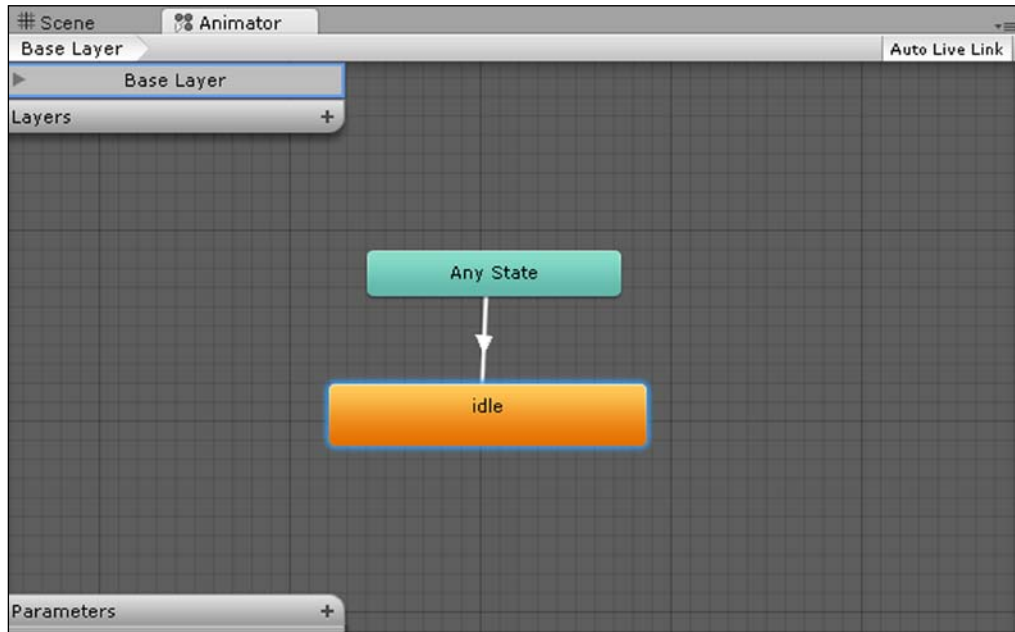 Scene
Animator
Base Layer
Auto Live Link
Base Layer
Layers
Any State
idle
Parameters